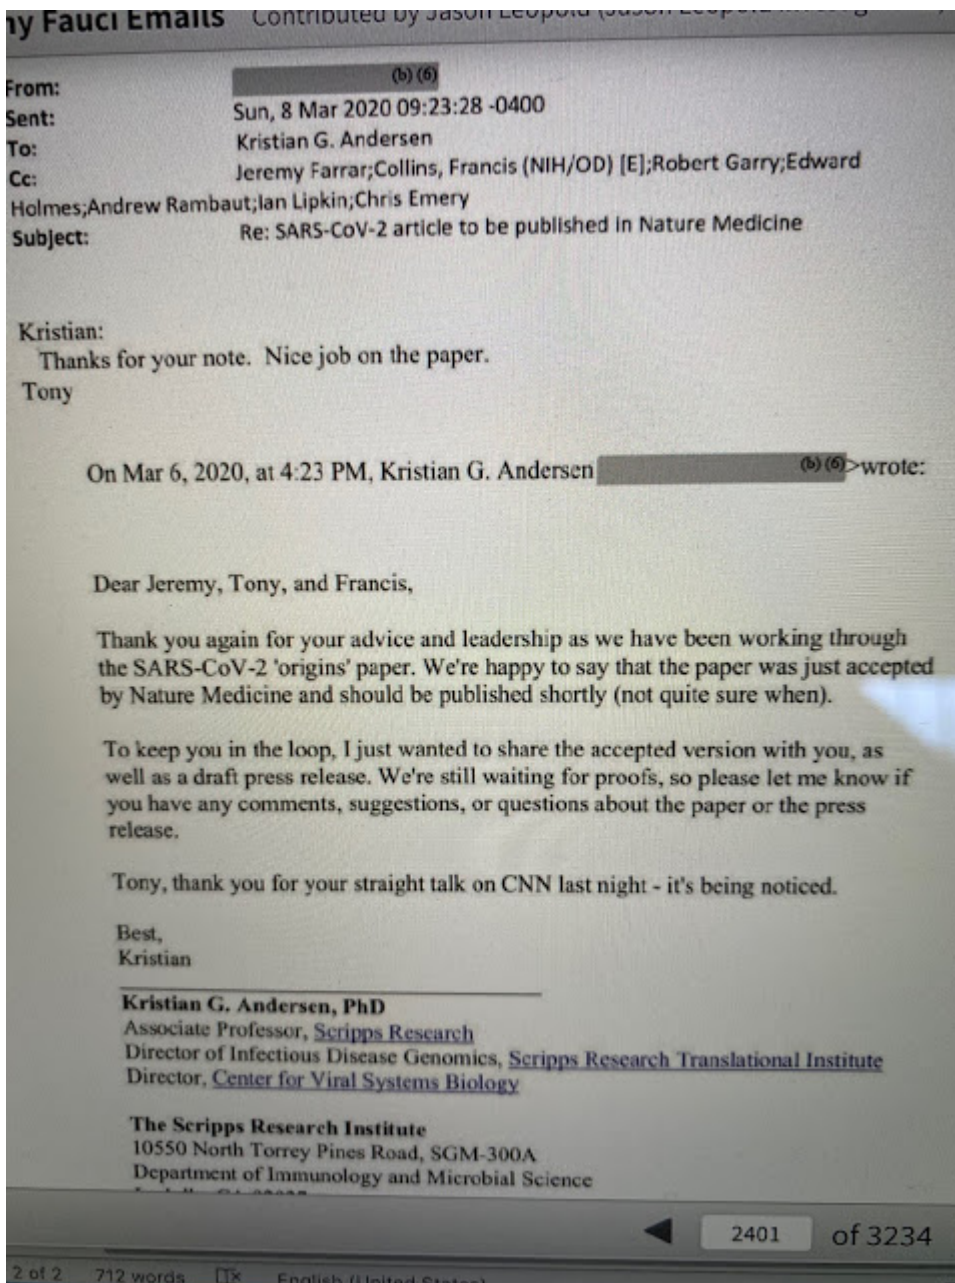 ny Fauci Emails Contributed by Jason Leopold (Jason Leopold
From: (b) (6)
Sent: Sun, 8 Mar 2020 09:23:28 -0400
To: Kristian G. Andersen
Cc: Jeremy Farrar;Collins, Francis (NIH/OD) [E];Robert Garry;Edward
Holmes;Andrew Rambaut;Ian Lipkin;Chris Emery
Subject: Re: SARS-CoV-2 article to be published in Nature Medicine
Kristian:
Thanks for your note. Nice job on the paper.
Tony
On Mar 6, 2020, at 4:23 PM, Kristian G. Andersen (b) (6)>wrote:
Dear Jeremy, Tony, and Francis,
Thank you again for your advice and leadership as we have been working through
the SARS-CoV-2 'origins' paper. We're happy to say that the paper was just accepted
by Nature Medicine and should be published shortly (not quite sure when).
To keep you in the loop, I just wanted to share the accepted version with you, as
well as a draft press release. We're still waiting for proofs, so please let me know if
you have any comments, suggestions, or questions about the paper or the press
release.
Tony, thank you for your straight talk on CNN last night - it's being noticed.
Best,
Kristian
Kristian G. Andersen, PhD
Associate Professor, Scripps Research
Director of Infectious Disease Genomics, Scripps Research Translational Institute
Director, Center for Viral Systems Biology
The Scripps Research Institute
10550 North Torrey Pines Road, SGM-300A
Department of Immunology and Microbial Science
2401 of 3234
2 of 2 712 words English (United States)